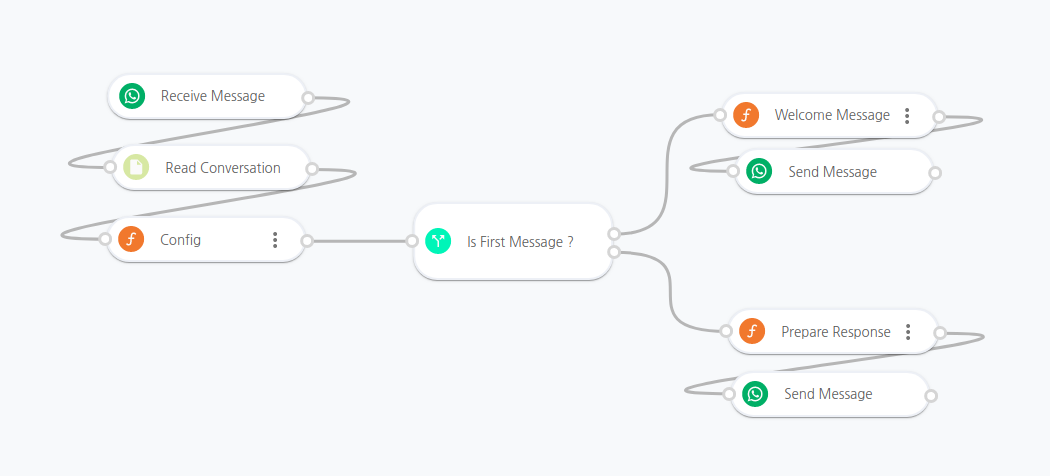 Receive Message
Read Conversation
Config
Is First Message ?
Welcome Message
Send Message
Prepare Response
Send Message